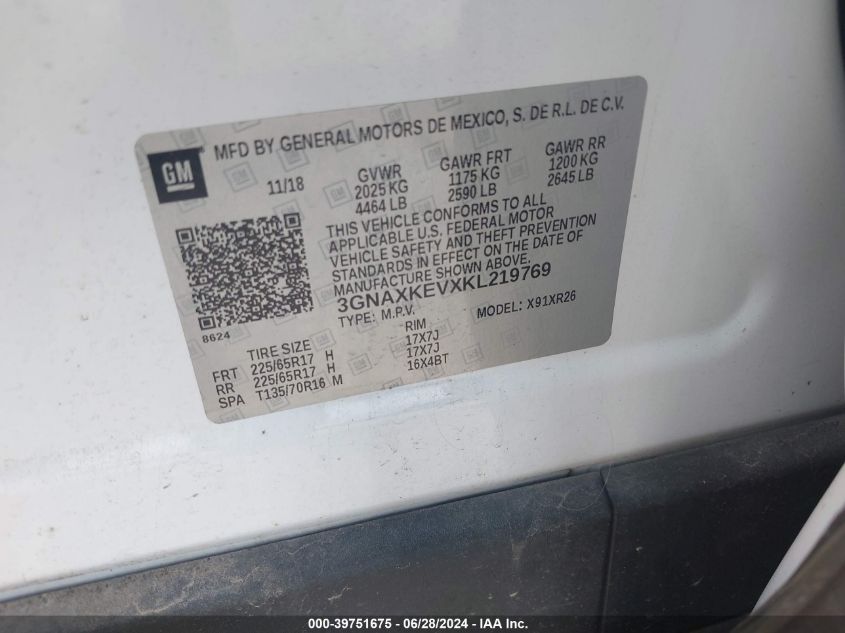 MFD BY GENERAL MOTORS DE MEXICO, S. DE R.L. DE C.V.
GM
11/18 GVWR GAWR FRT GAWR RR
2025 KG 1175 KG 1200 KG
4464 LB 2590 LB 2645 LB
THIS VEHICLE CONFORMS TO ALL
APPLICABLE U.S. FEDERAL MOTOR
VEHICLE SAFETY AND THEFT PREVENTION
STANDARDS IN EFFECT ON THE DATE OF
MANUFACTURE SHOWN ABOVE.
3GNAXKEVXKL219769
TYPE: M.P.V. MODEL: X91XR26
8624
TIRE SIZE RIM
FRT 225/65R17 H 17X7J
RR 225/65R17 H 17X7J
SPA T135/70R16 M 16X4BT
000-39751675 - 06/28/2024 - IAA Inc.